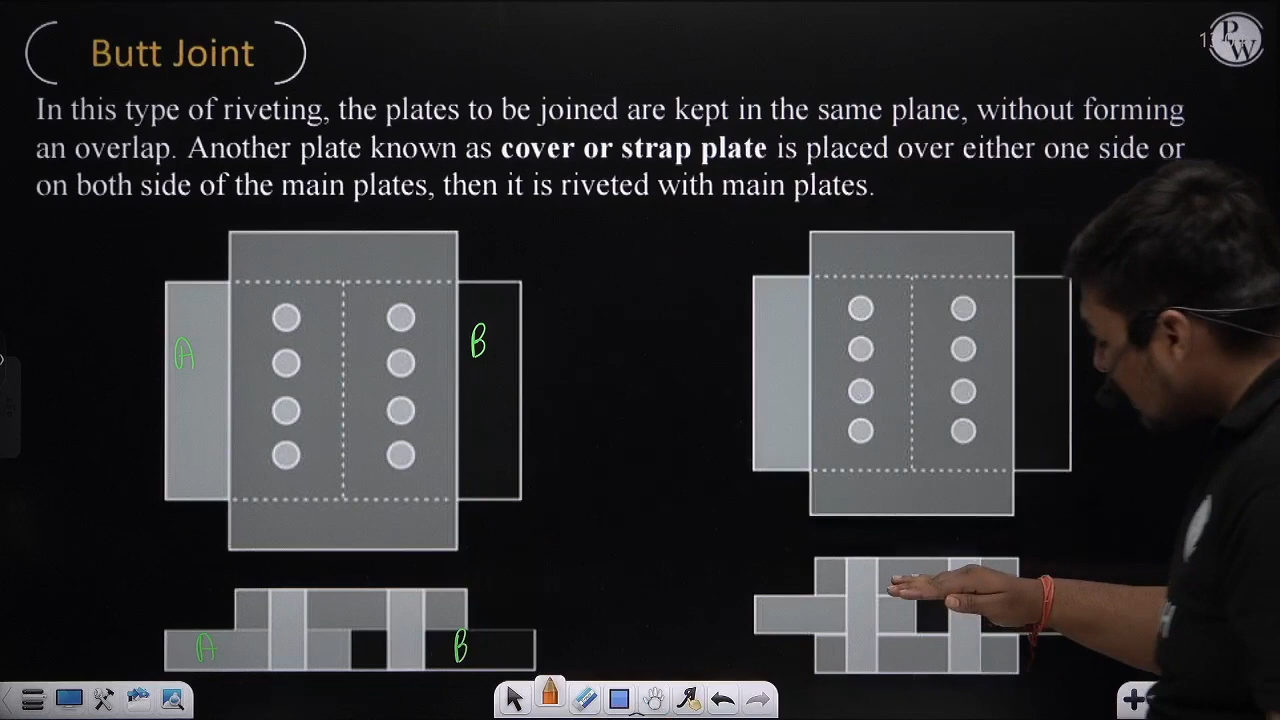 Butt Joint
PW
In this type of riveting, the plates to be joined are kept in the same plane, without forming
an overlap. Another plate known as cover or strap plate is placed over either one side or
on both side of the main plates, then it is riveted with main plates.
A
B
A
B